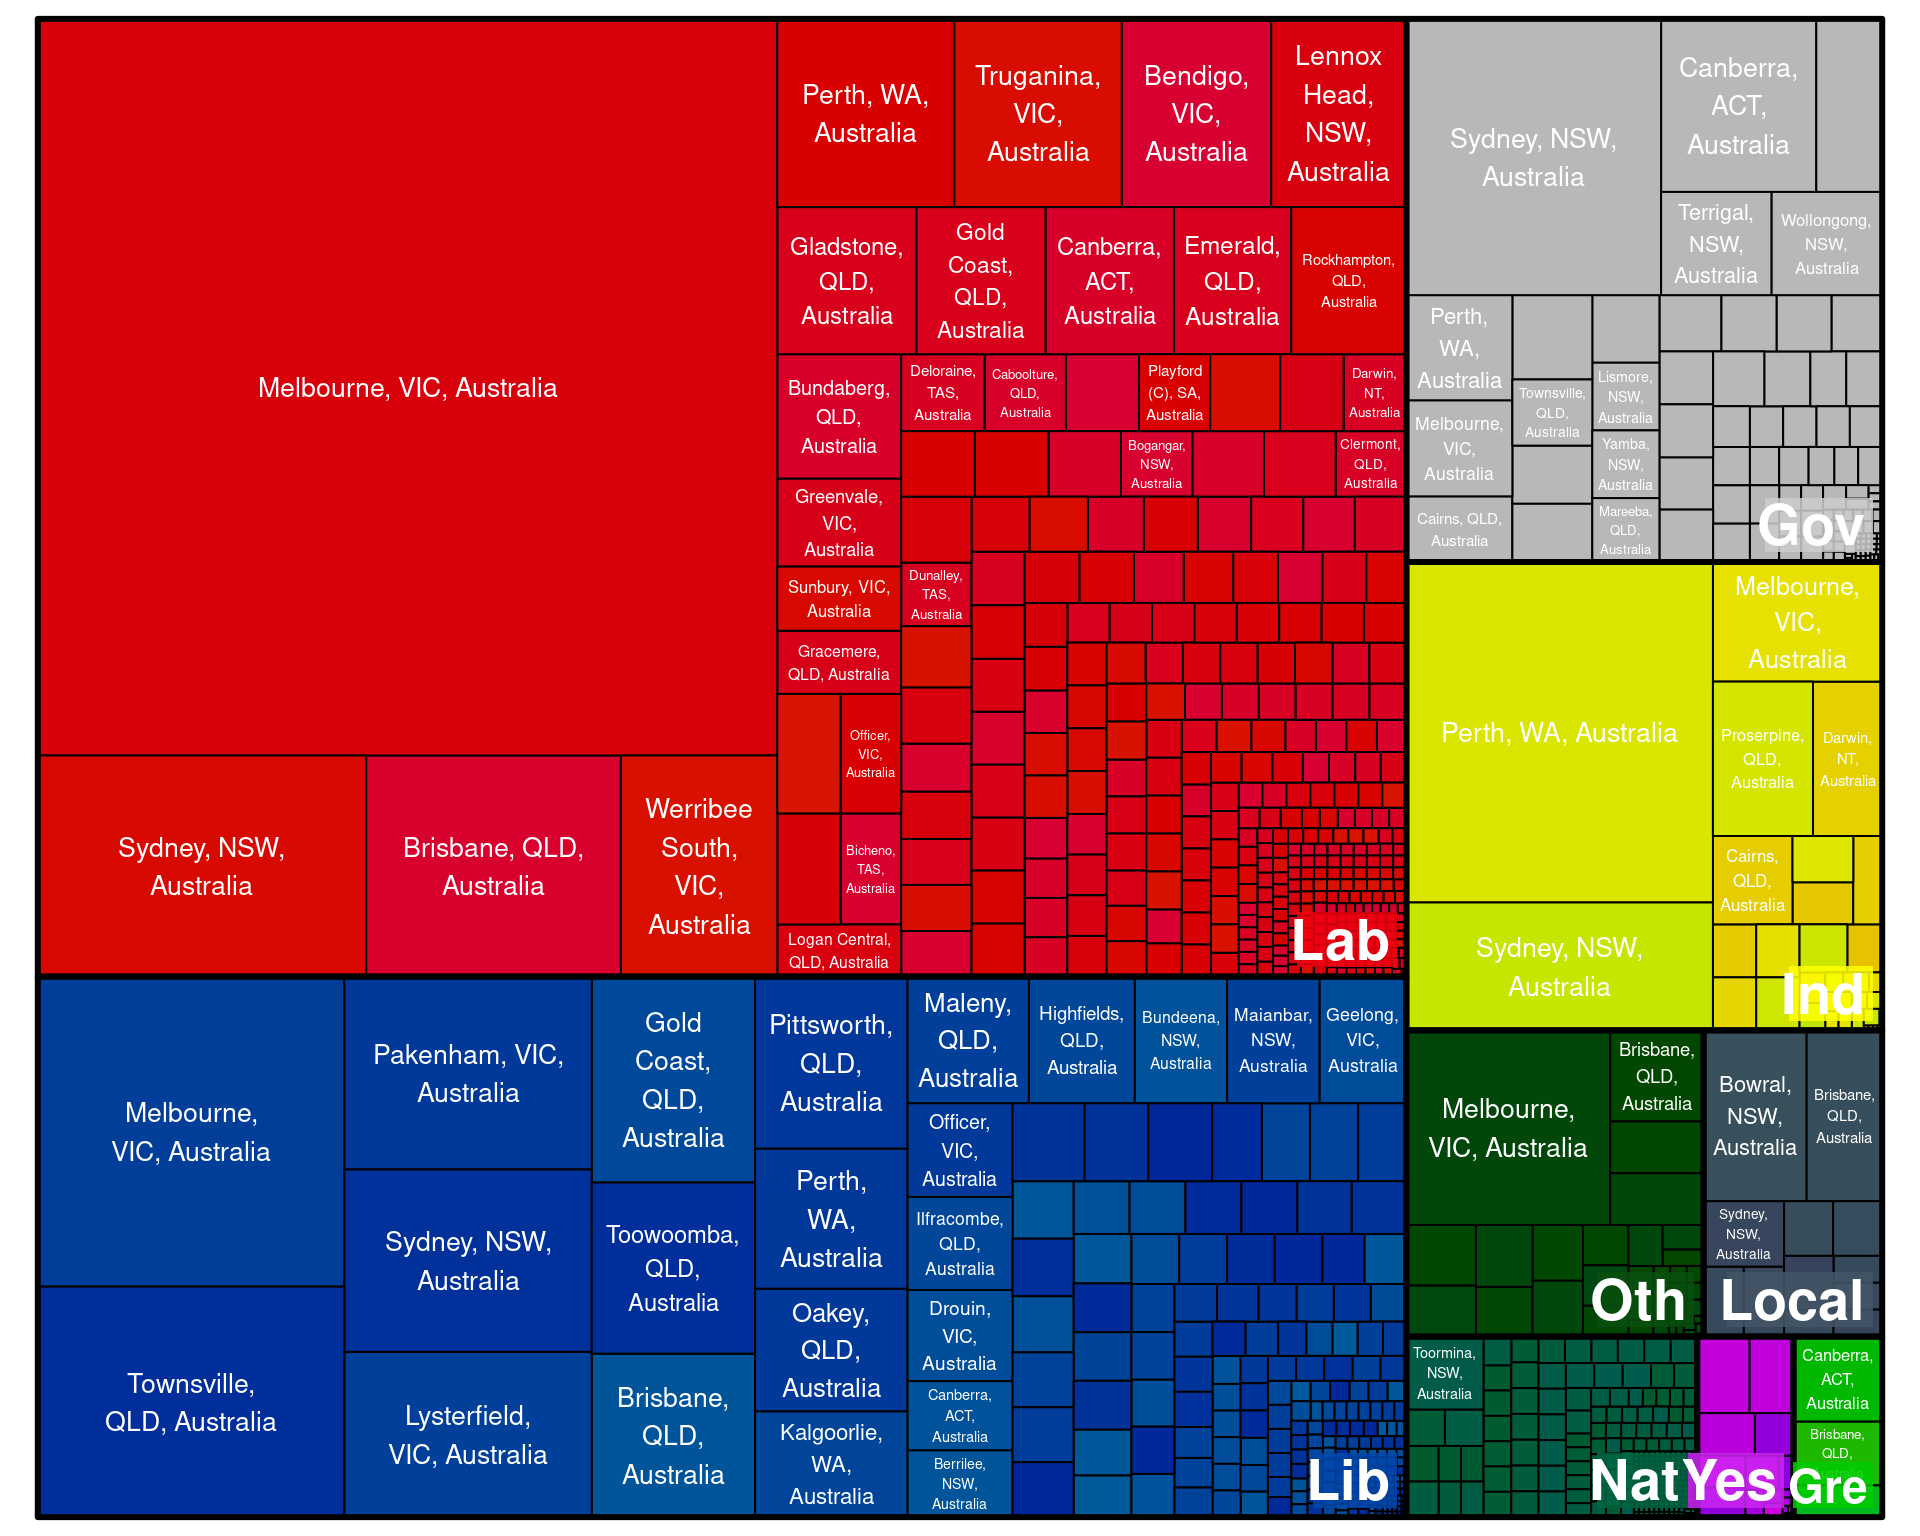 Melbourne, VIC, Australia
Sydney, NSW,
Australia
Brisbane, QLD,
Australia
Werribee
South,
VIC,
Australia
Perth, WA,
Australia
Truganina,
VIC,
Australia
Bendigo,
VIC,
Australia
Lennox
Head,
NSW,
Australia
Gladstone,
QLD,
Australia
Gold
Coast,
QLD,
Australia
Canberra,
ACT,
Australia
Emerald,
QLD,
Australia
Rockhampton,
QLD,
Australia
Bundaberg,
QLD,
Australia
Greenvale,
VIC,
Australia
Sunbury, VIC,
Australia
Gracemere,
QLD, Australia
Officer,
VIC,
Australia
Bicheno,
TAS,
Australia
Logan Central,
QLD, Australia
Deloraine,
TAS,
Australia
Caboolture,
QLD,
Australia
Playford
(C), SA,
Australia
Darwin,
NT,
Australia
Bogangar,
NSW,
Australia
Clermont,
QLD,
Australia
Dunalley,
TAS,
Australia
Lab
Sydney, NSW,
Australia
Canberra,
ACT,
Australia
Terrigal,
NSW,
Australia
Wollongong,
NSW,
Australia
Perth,
WA,
Australia
Melbourne,
VIC,
Australia
Cairns, QLD,
Australia
Townsville,
QLD,
Australia
Lismore,
NSW,
Australia
Yamba,
NSW,
Australia
Mareeba,
QLD,
Australia
Gov
Perth, WA, Australia
Sydney, NSW,
Australia
Melbourne,
VIC,
Australia
Proserpine,
QLD,
Australia
Darwin,
NT,
Australia
Cairns,
QLD,
Australia
Ind
Melbourne,
VIC, Australia
Townsville,
QLD, Australia
Pakenham, VIC,
Australia
Sydney, NSW,
Australia
Lysterfield,
VIC, Australia
Gold
Coast,
QLD,
Australia
Toowoomba,
QLD,
Australia
Brisbane,
QLD,
Australia
Pittsworth,
QLD,
Australia
Perth,
WA,
Australia
Oakey,
QLD,
Australia
Kalgoorlie,
WA,
Australia
Maleny,
QLD,
Australia
Highfields,
QLD,
Australia
Bundeena,
NSW,
Australia
Maianbar,
NSW,
Australia
Geelong,
VIC,
Australia
Officer,
VIC,
Australia
Ilfracombe,
QLD,
Australia
Drouin,
VIC,
Australia
Canberra,
ACT,
Australia
Berrilee,
NSW,
Australia
Lib
Melbourne,
VIC, Australia
Brisbane,
QLD,
Australia
Oth
Bowral,
NSW,
Australia
Brisbane,
QLD,
Australia
Sydney,
NSW,
Australia
Local
Toormina,
NSW,
Australia
Nat
Yes
Canberra,
ACT,
Australia
Brisbane,
QLD,
Gre